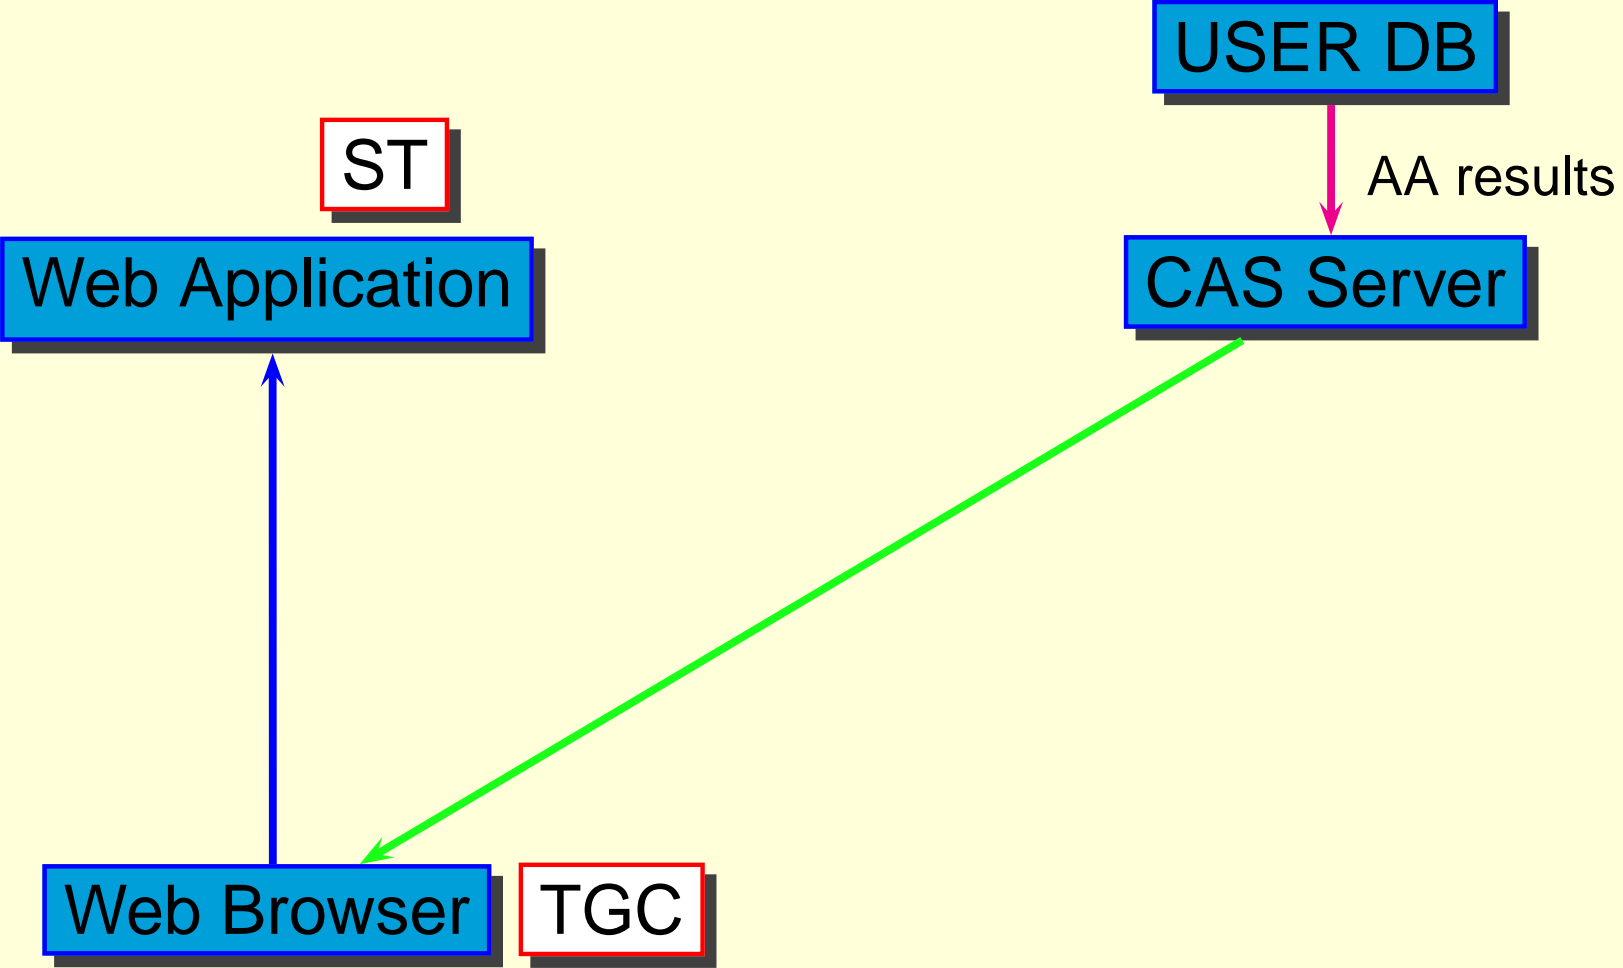 USER DB
ST
AA results
Web Application
CAS Server
Web Browser
TGC